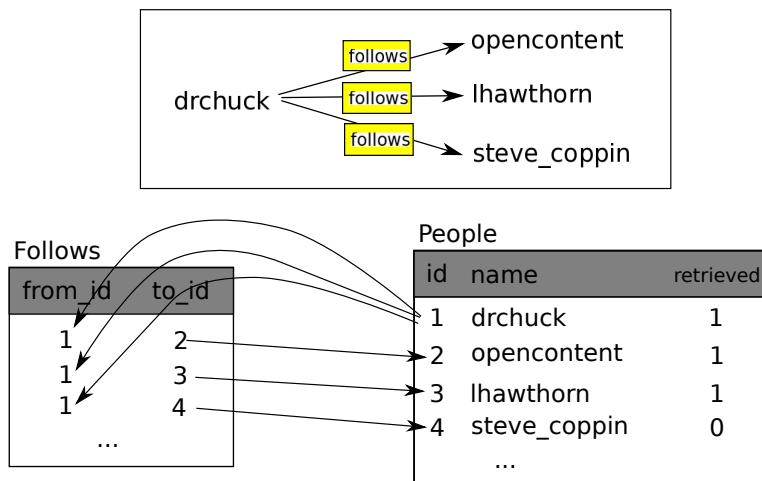 follows opencontent
drchuck follows lhawthorn
follows steve_coppin
Follows
from_id to_id
1 2
1 3
1 4
...
People
id name retrieved
1 drchuck 1
2 opencontent 1
3 lhawthorn 1
4 steve_coppin 0
...